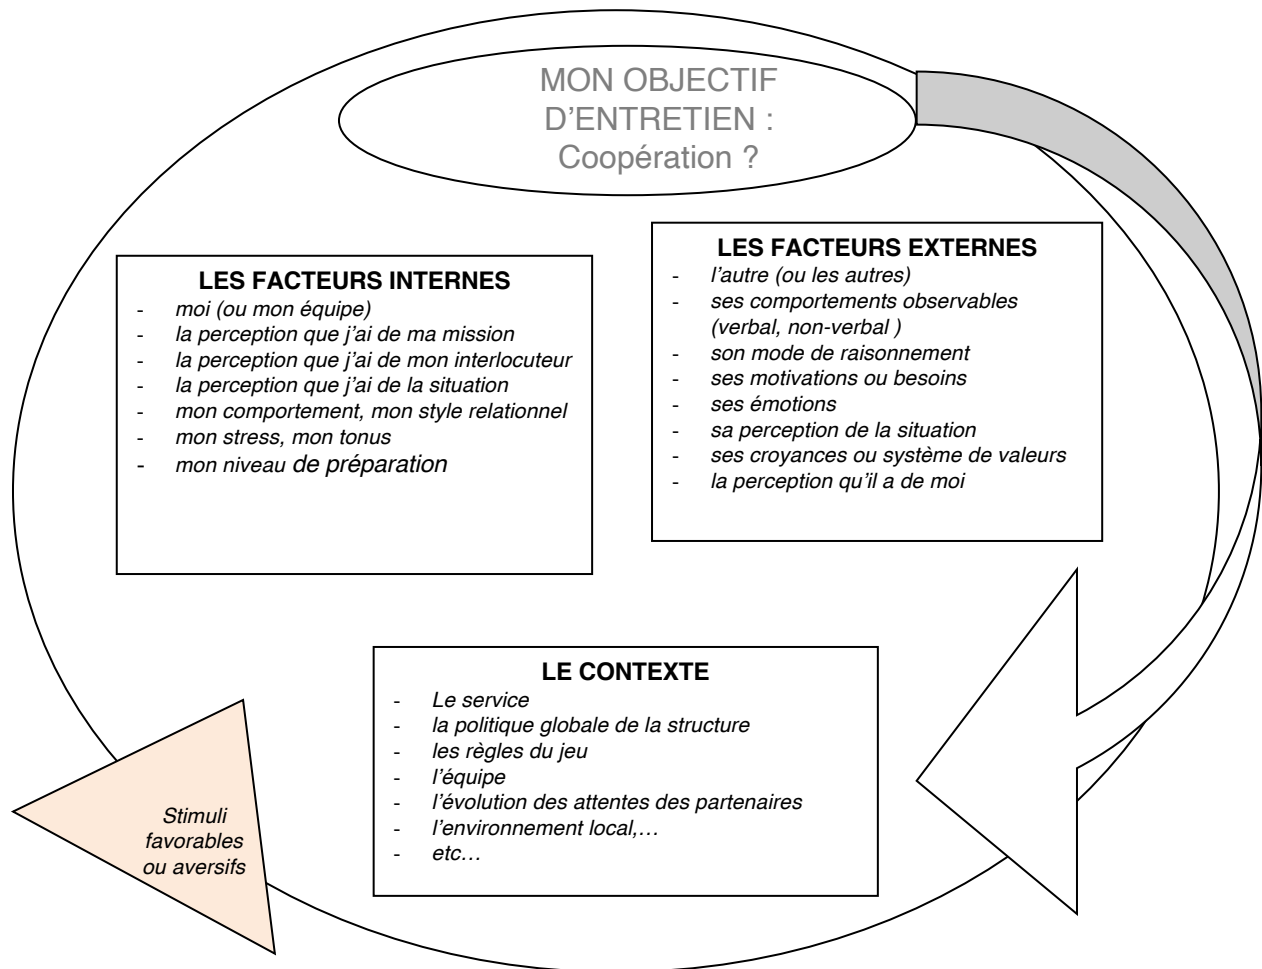 MON OBJECTIF
D’ENTRETIEN :
Coopération ?
LES FACTEURS INTERNES
- moi (ou mon équipe)
- la perception que j’ai de ma mission
- la perception que j’ai de mon interlocuteur
- la perception que j’ai de la situation
- mon comportement, mon style relationnel
- mon stress, mon tonus
- mon niveau de préparation
LES FACTEURS EXTERNES
- l’autre (ou les autres)
- ses comportements observables
(verbal, non-verbal )
- son mode de raisonnement
- ses motivations ou besoins
- ses émotions
- sa perception de la situation
- ses croyances ou système de valeurs
- la perception qu’il a de moi
LE CONTEXTE
- Le service
- la politique globale de la structure
- les règles du jeu
- l’équipe
- l’évolution des attentes des partenaires
- l’environnement local,…
- etc…
Stimuli
favorables
ou aversifs